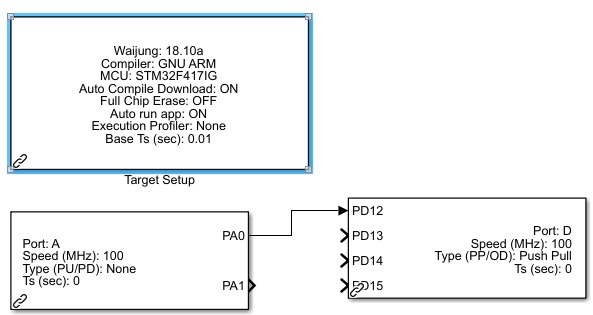 Waijung: 18.10a
Compiler: GNU ARM
MCU: STM32F417IG
Auto Compile Download: ON
Full Chip Erase: OFF
Auto run app: ON
Execution Profiler: None
Base Ts (sec): 0.01
Target Setup
Port: A
Speed (MHz): 100
Type (PU/PD): None
Ts (sec): 0
PA0
PA1
PD12
PD13
PD14
PD15
Port: D
Speed (MHz): 100
Type (PP/OD): Push Pull
Ts (sec): 0